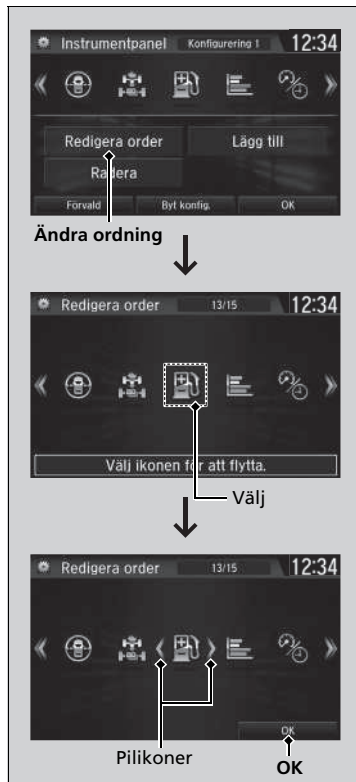 Instrumentpanel Konfigurering 1 12:34
Redigera order Lägg till
Radera
Förvald Byt konfig. OK
Ändra ordning
Redigera order 13/15 12:34
Välj ikonen för att flytta.
Välj
Redigera order 13/15 12:34
OK
Pilikoner
OK